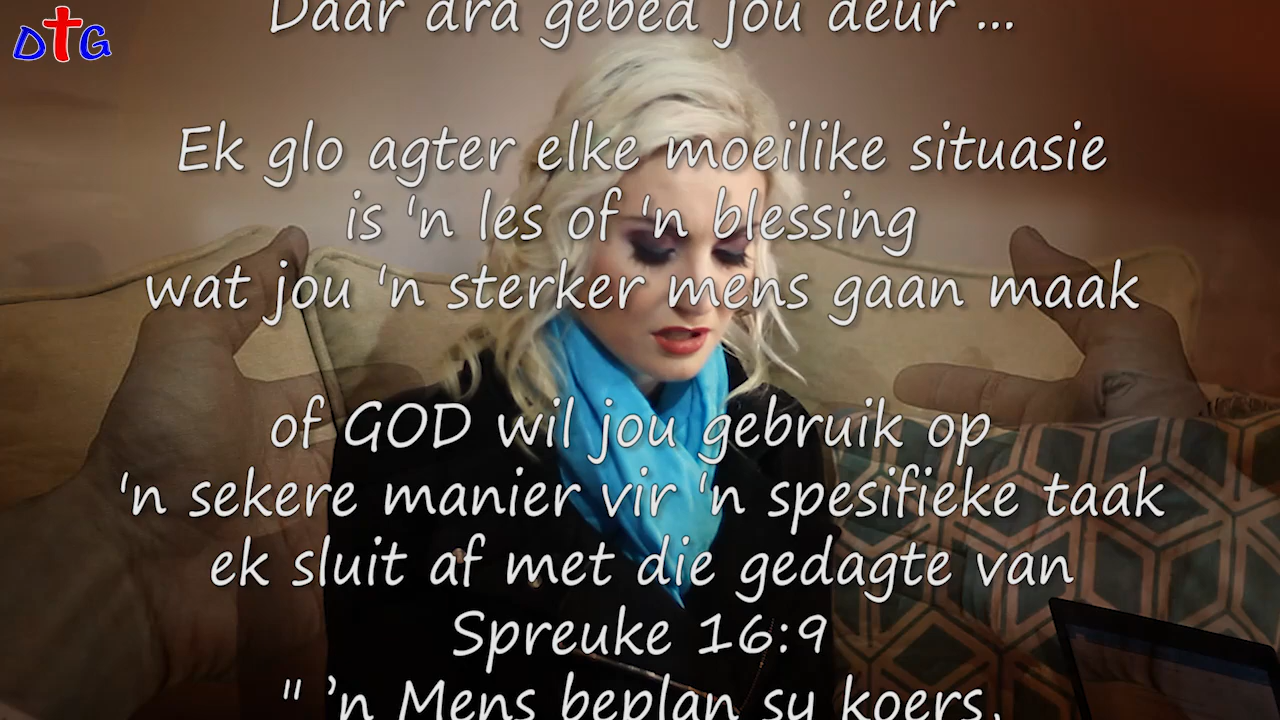 DTG
Daar dra gebed jou deur ...
Ek glo agter elke moeilike situasie
is 'n les of 'n blessing
wat jou 'n sterker mens gaan maak
of GOD wil jou gebruik op
'n sekere manier vir 'n spesifieke taak
ek sluit af met die gedagte van
Spreuke 16:9
" ’n Mens beplan sy koers,